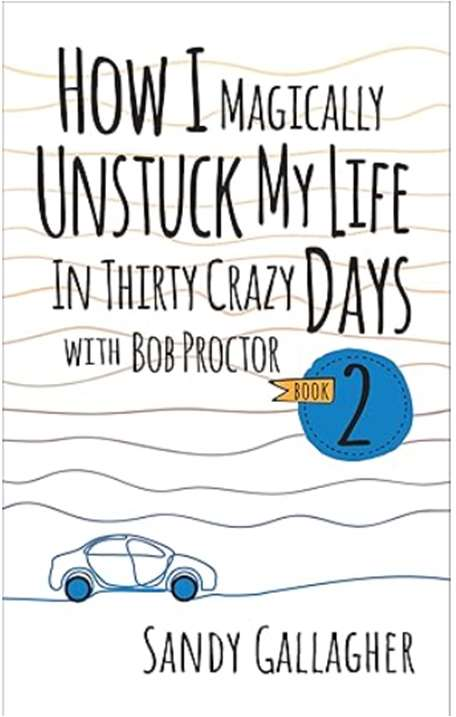 How I Magically
Unstuck My Life
In Thirty Crazy Days
with Bob Proctor
Book 2
Sandy Gallagher